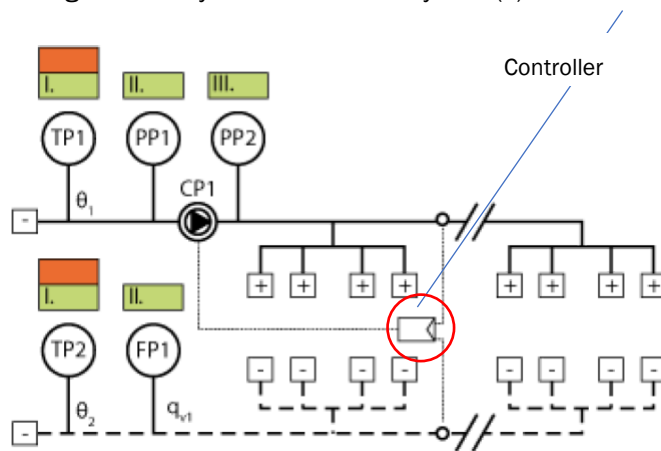 Controller
I. II. III.
TP1 PP1 PP2
CP1
θ1
- 
+ + + + + + + +
I. II.
TP2 FP1
- - - - - - - -
θ2 qv1
-